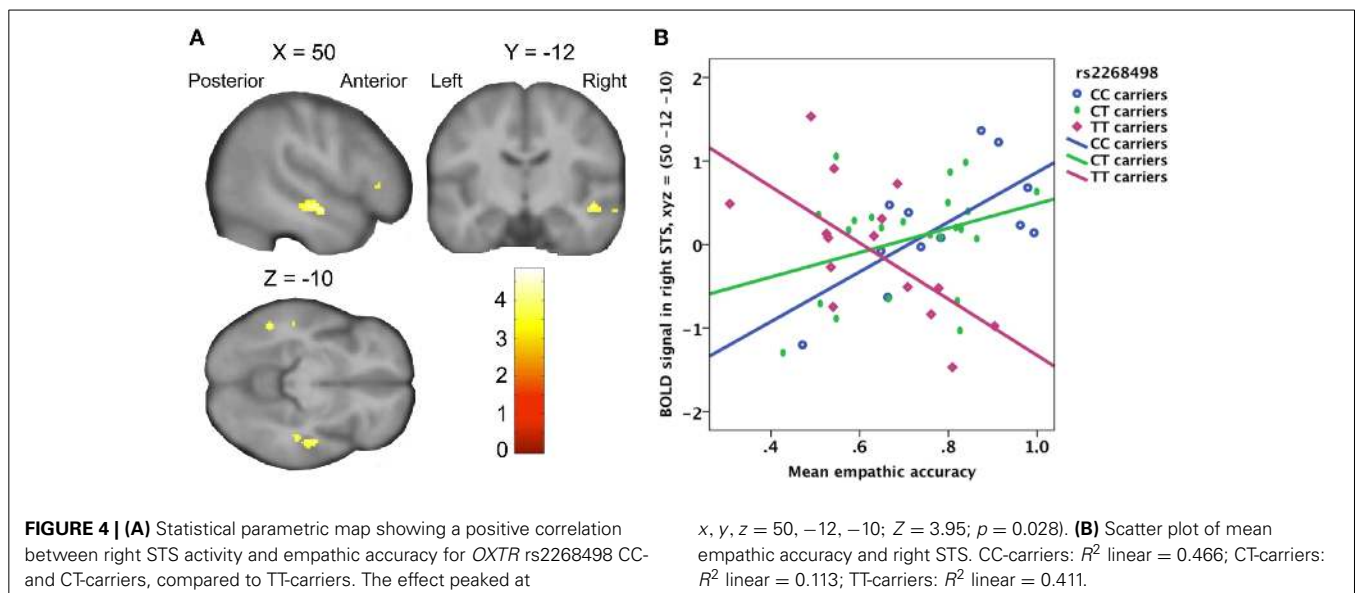 A
X = 50
Posterior Anterior
Y = -12
Left Right
Z = -10
4
3
2
1
0
B
BOLD signal in right STS, xyz = (50 -12 -10)
2
1
0
-1
-2
.4 .6 .8 1.0
Mean empathic accuracy
rs2268498
CC carriers
CT carriers
TT carriers
CC carriers
CT carriers
TT carriers
FIGURE 4 | (A) Statistical parametric map showing a positive correlation
between right STS activity and empathic accuracy for OXTR rs2268498 CC-
and CT-carriers, compared to TT-carriers. The effect peaked at
x, y, z = 50, −12, −10; Z = 3.95; p = 0.028). (B) Scatter plot of mean
empathic accuracy and right STS. CC-carriers: R² linear = 0.466; CT-carriers:
R² linear = 0.113; TT-carriers: R² linear = 0.411.